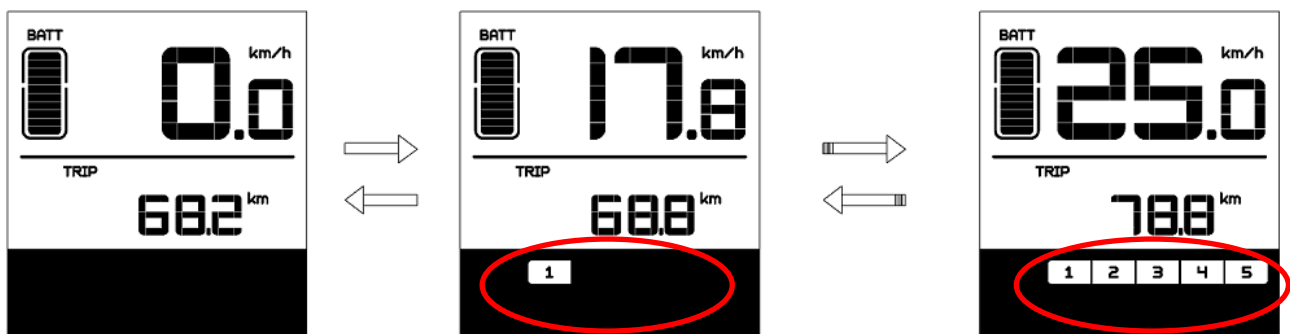 BATT
km/h
0.0
TRIP
68.2 km
BATT
km/h
17.8
TRIP
68.8 km
1
BATT
km/h
25.0
TRIP
78.8 km
1 2 3 4 5